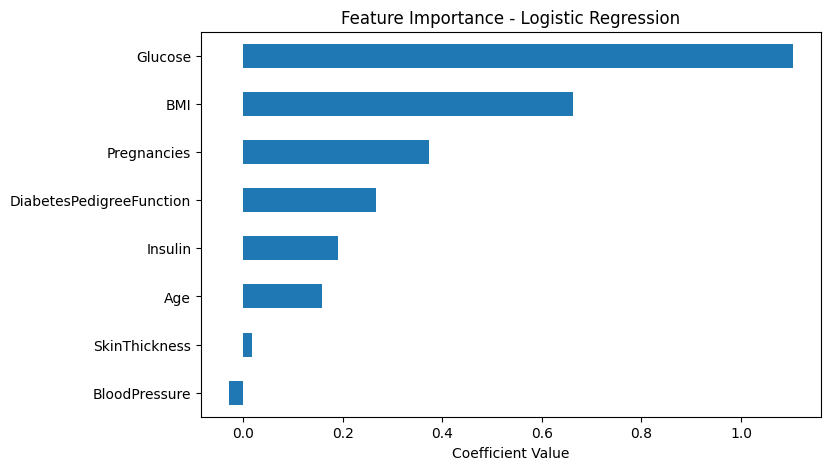 Feature Importance - Logistic Regression
Glucose
BMI
Pregnancies
DiabetesPedigreeFunction
Insulin
Age
SkinThickness
BloodPressure
0.0 0.2 0.4 0.6 0.8 1.0
Coefficient Value